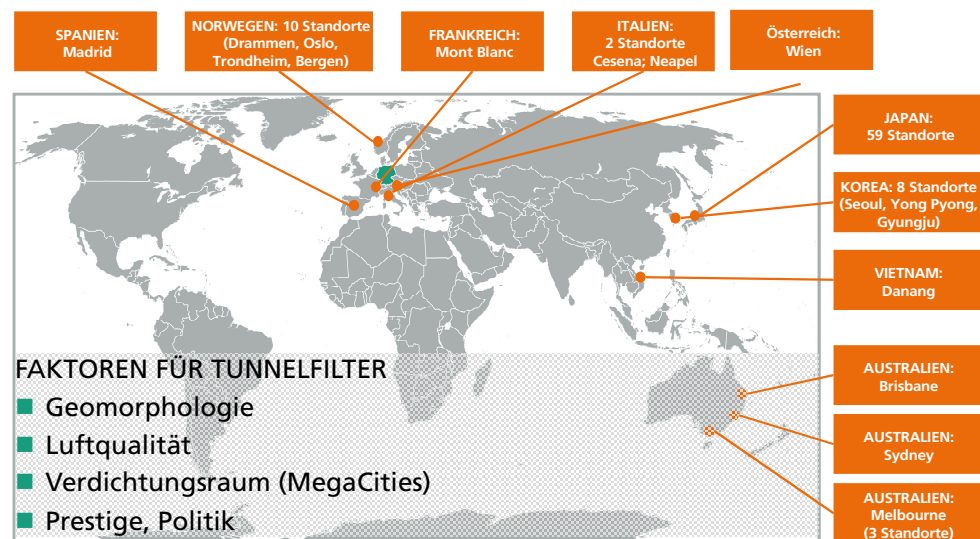 SPANIEN:
Madrid
NORWEGEN: 10 Standorte
(Drammen, Oslo,
Trondheim, Bergen)
FRANKREICH:
Mont Blanc
ITALIEN:
2 Standorte
Cesena; Neapel
Österreich:
Wien
JAPAN:
59 Standorte
KOREA: 8 Standorte
(Seoul, Yong Pyong,
Gyungju)
VIETNAM:
Danang
AUSTRALIEN:
Brisbane
AUSTRALIEN:
Sydney
AUSTRALIEN:
Melbourne
(3 Standorte)
FAKTOREN FÜR TUNNELFILTER
Geomorphologie
Luftqualität
Verdichtungsraum (MegaCities)
Prestige, Politik